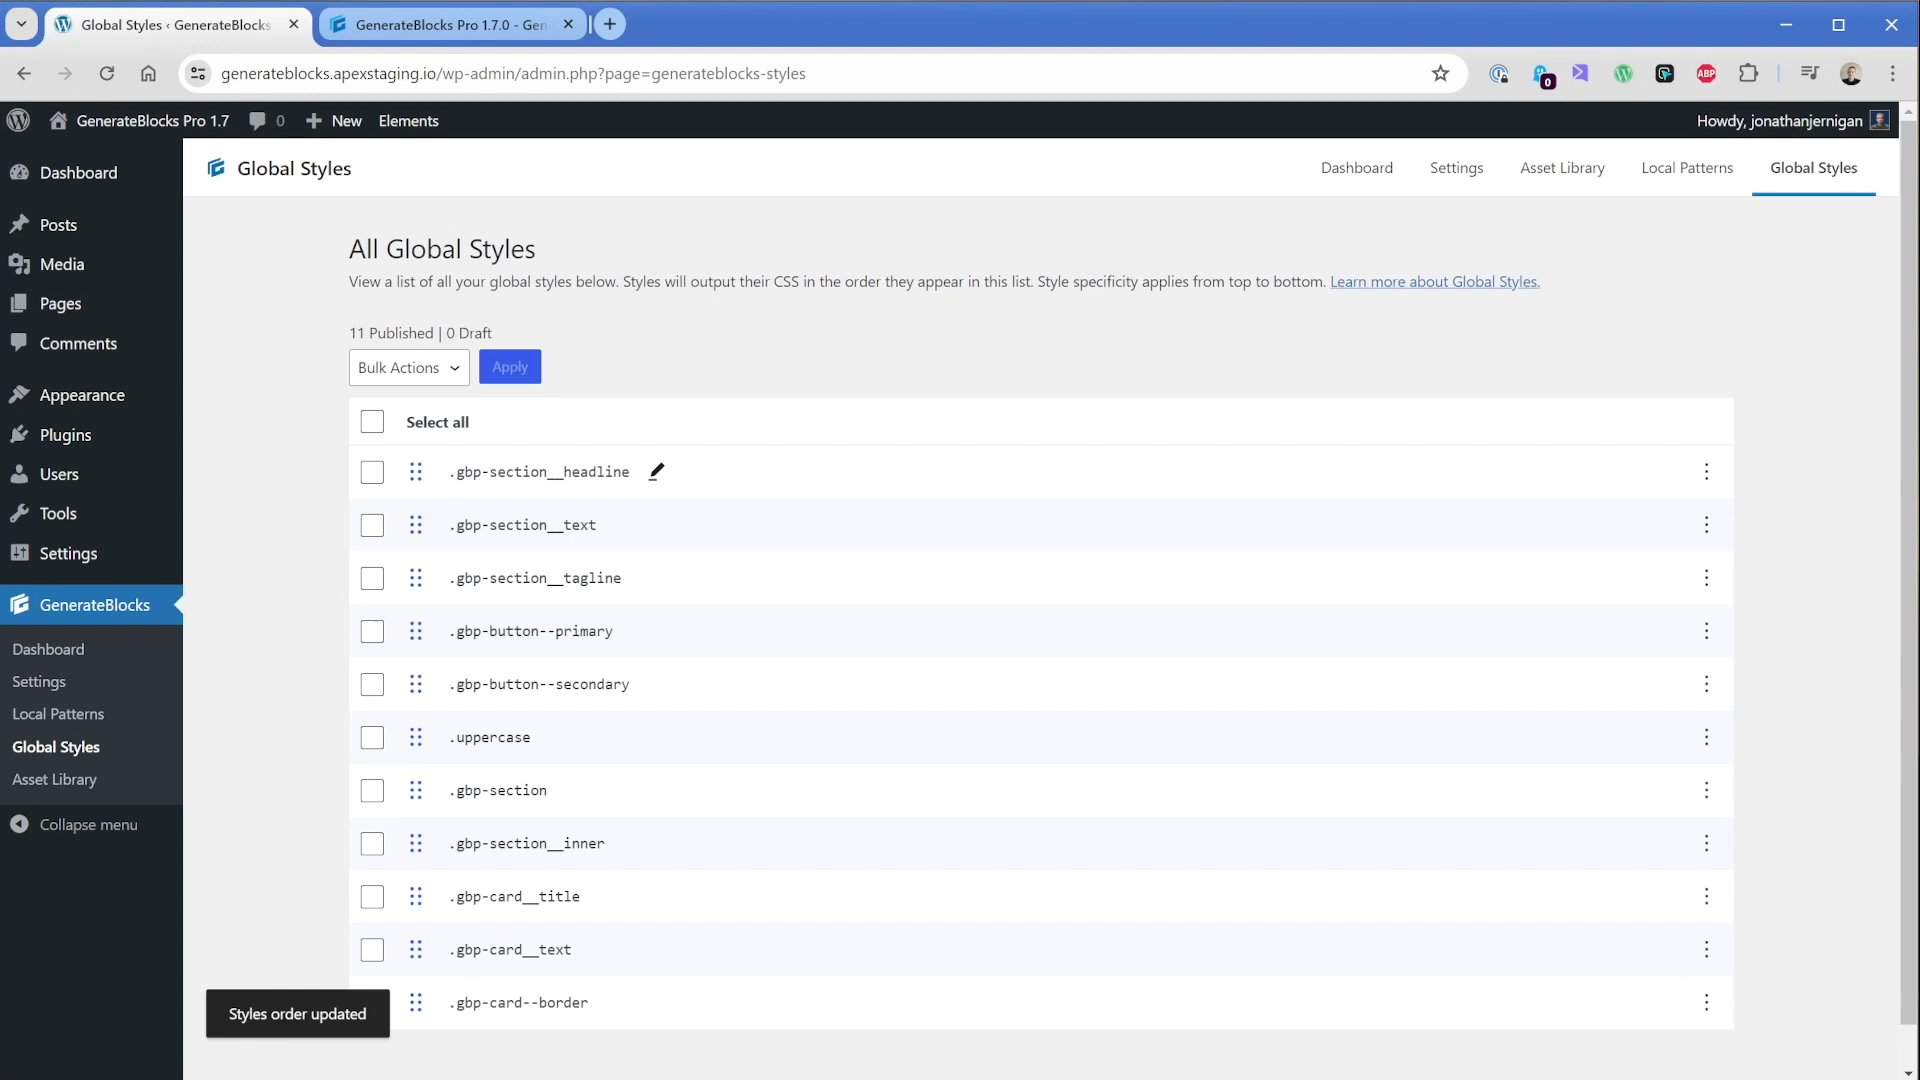 Global Styles ‹ GenerateBlocks
GenerateBlocks Pro 1.7.0 - Gen
generateblocks.apexstaging.io/wp-admin/admin.php?page=generateblocks-styles
0
ABP
GenerateBlocks Pro 1.7
0
New
Elements
Howdy, jonathanjernigan
Dashboard
Posts
Media
Pages
Comments
Appearance
Plugins
Users
Tools
Settings
GenerateBlocks
Dashboard
Settings
Local Patterns
Global Styles
Asset Library
Collapse menu
Global Styles
Dashboard
Settings
Asset Library
Local Patterns
Global Styles
All Global Styles
View a list of all your global styles below. Styles will output their CSS in the order they appear in this list. Style specificity applies from top to bottom. Learn more about Global Styles.
11 Published | 0 Draft
Bulk Actions
Apply
Select all
.gbp-section__headline
.gbp-section__text
.gbp-section__tagline
.gbp-button--primary
.gbp-button--secondary
.uppercase
.gbp-section
.gbp-section__inner
.gbp-card__title
.gbp-card__text
.gbp-card--border
Styles order updated